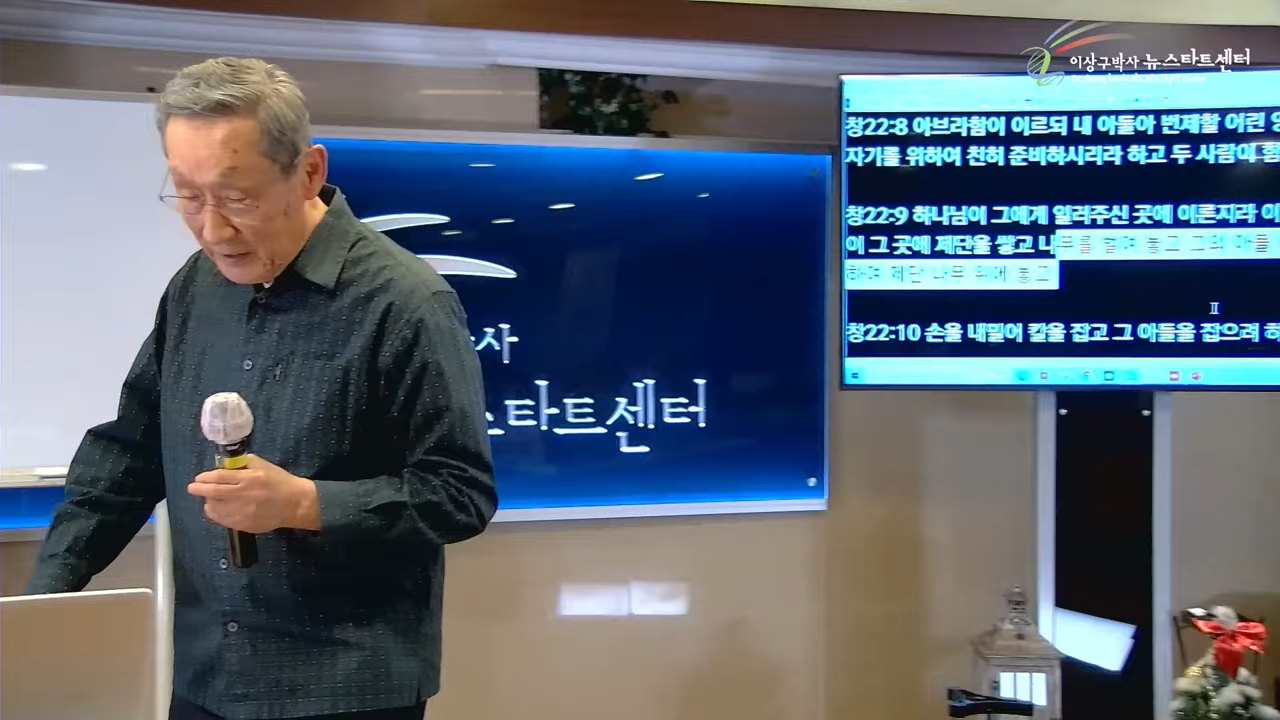 이상구박사 뉴스타트센터
창22:8 아브라함이 이르되 내 아들아 번제할 어린
자기를 위하여 친히 준비하시리라 하고 두 사람이 함
창22:9 하나님이 그에게 일러주신 곳에 이른지라 이
이 그 곳에 제단을 쌓고 나무를 벌여 놓고 그의 아들
하여 제단 나무 위에 놓고
창22:10 손을 내밀어 칼을 잡고 그 아들을 잡으려 하
사
스타트센터